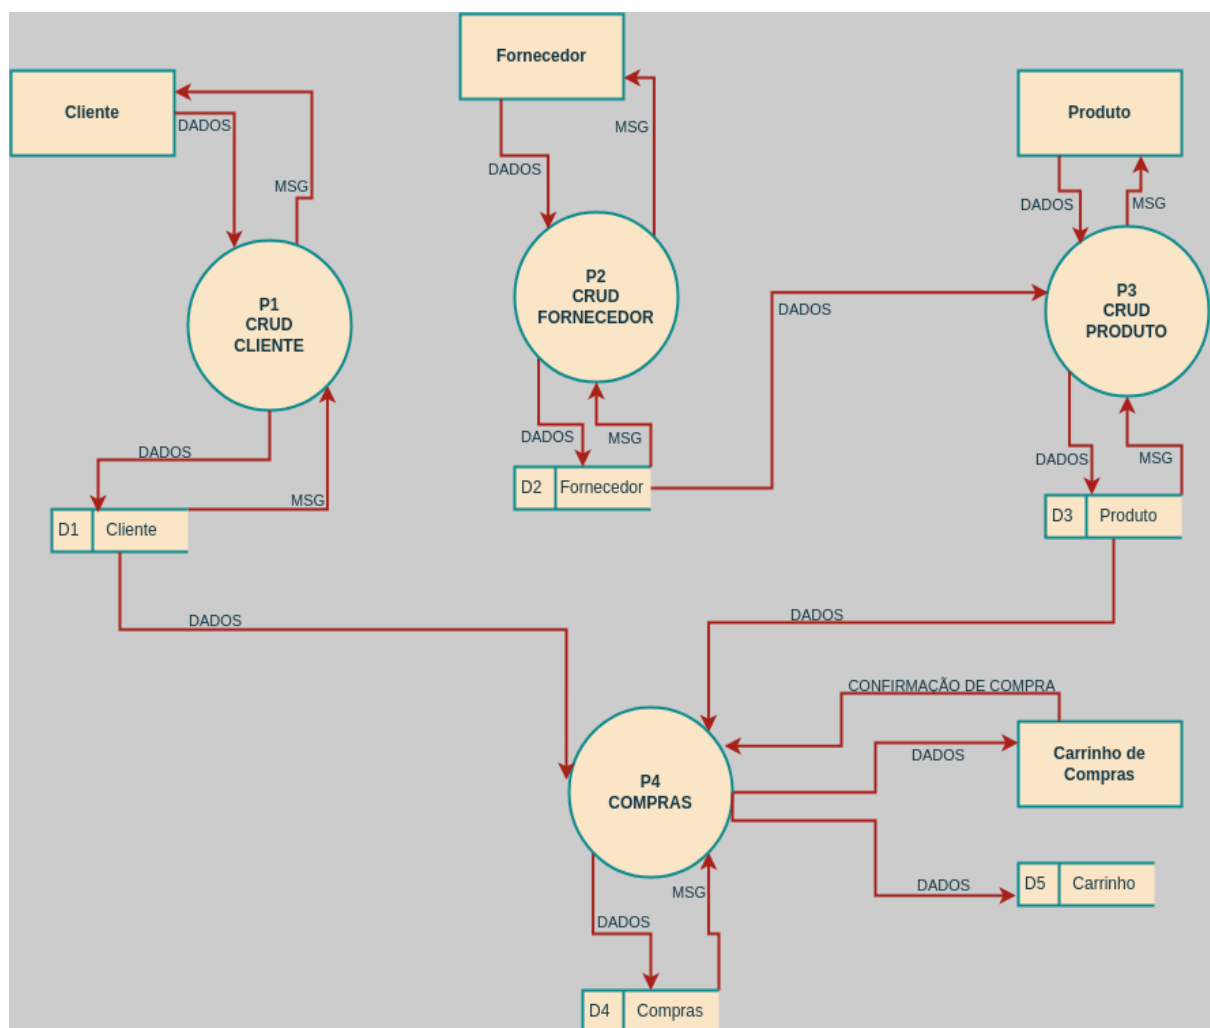 Fornecedor
Cliente
Produto
DADOS
MSG
DADOS
MSG
DADOS
MSG
P1
CRUD
CLIENTE
P2
CRUD
FORNECEDOR
P3
CRUD
PRODUTO
DADOS
DADOS
MSG
DADOS
MSG
DADOS
MSG
D1 Cliente
D2 Fornecedor
D3 Produto
DADOS
DADOS
CONFIRMAÇÃO DE COMPRA
DADOS
Carrinho de
Compras
P4
COMPRAS
DADOS
D5 Carrinho
MSG
DADOS
D4 Compras